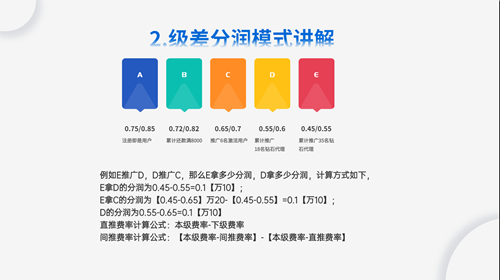 2.级差分润模式讲解
A B C D E
0.75/0.85 0.72/0.82 0.65/0.7 0.55/0.6 0.45/0.55
注册即是用户 累计还款满8000 推广6名激活用户 累计推广 累计推广35名钻石代理
18名钻石代理
例如E推广D，D推广C，那么E拿多少分润，D拿多少分润，计算方式如下，
E拿D的分润为0.45-0.55=0.1【万10】；
E拿C的分润为【0.45-0.65】万20-【0.45-0.55】=0.1【万10】；
D的分润为0.55-0.65=0.1【万10】
直推费率计算公式：本级费率-下级费率
间推费率计算公式：【本级费率-间推费率】-【本级费率-直推费率】